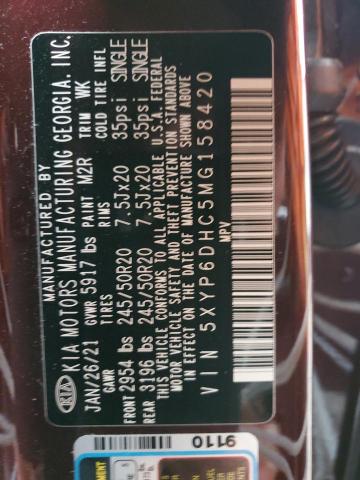 MANUFACTURED BY
KIA KIA MOTORS MANUFACTURING GEORGIA, INC.
JAN/26/21 GVWR 5917 lbs PAINT M2R TRIM WK
GAWR TIRES RIMS COLD TIRE INFL
FRONT 2954 lbs 245/50R20 7.5JX20 35psi SINGLE
REAR 3196 lbs 245/50R20 7.5JX20 35psi SINGLE
THIS VEHICLE CONFORMS TO ALL APPLICABLE U.S.A. FEDERAL
MOTOR VEHICLE SAFETY AND THEFT PREVENTION STANDARDS
IN EFFECT ON THE DATE OF MANUFACTURE SHOWN ABOVE.
VIN 5XYP6DHC5MG158420
MPV
9110